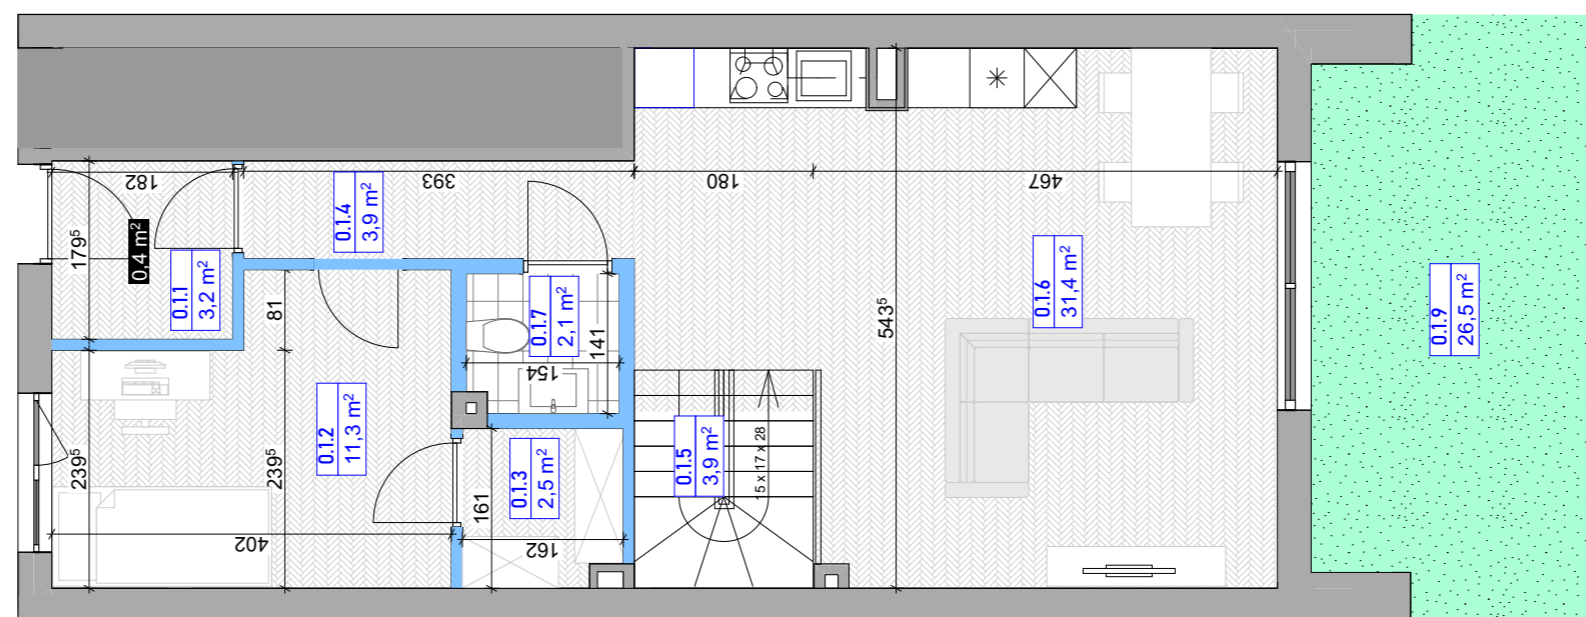 182
393
180
467
179⁵
0,4 m²
0.1.1
3,2 m²
0.1.4
3,9 m²
81
0.1.7
2,1 m²
141
154
543⁵
0.1.6
31,4 m²
0.1.9
26,5 m²
239⁵
239⁵
0.1.2
11,3 m²
402
161
0.1.3
2,5 m²
162
0.1.5
3,9 m²
15 x 17 x 28